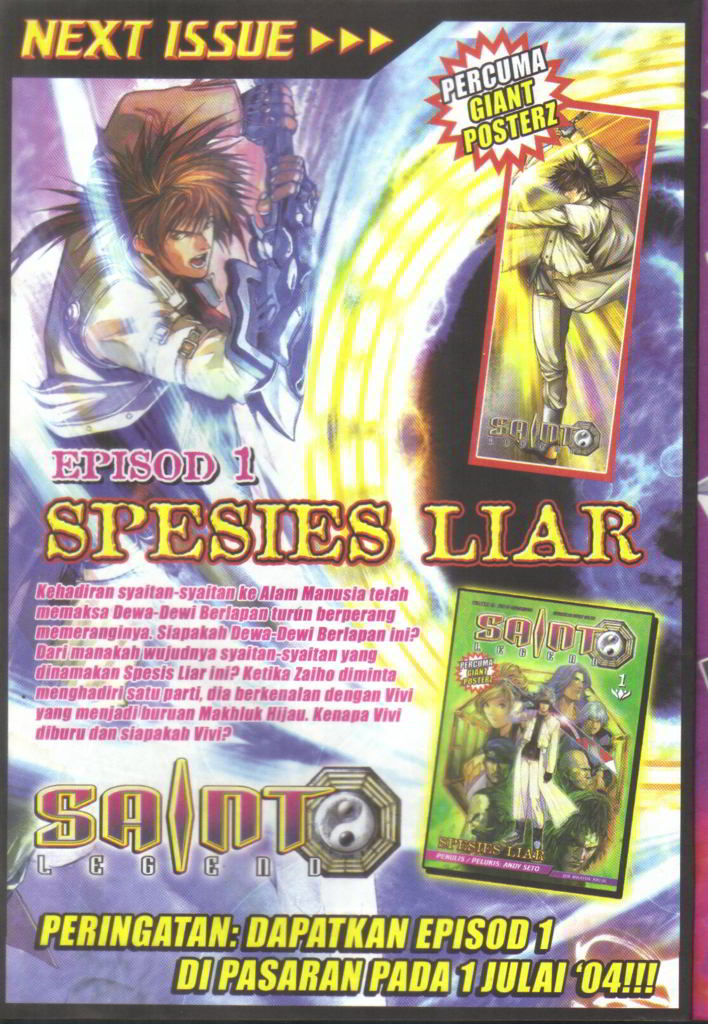 NEXT ISSUE
PERCUMA
GIANT
POSTERZ
SAINT
LEGEND
EPISOD 1
SPESIES LIAR
Kehadiran syaitan-syaitan ke Alam Manusia telah
memaksa Dewa-Dewi Berlapan turun berperang
memeranginya. Siapakah Dewa-Dewi Berlapan ini?
Dari manakah wujudnya syaitan-syaitan yang
dinamakan Spesis Liar ini? Ketika Zaiho diminta
menghadiri satu parti, dia berkenalan dengan Vivi
yang menjadi buruan Makhluk Hijau. Kenapa Vivi
diburu dan siapakah Vivi?
SAINT
LEGEND
PERCUMA
GIANT
POSTERZ
1
SPESIES LIAR
PENULIS / PELUKIS: ANDY SETO
SAINT
LEGEND
PERINGATAN: DAPATKAN EPISOD 1
DI PASARAN PADA 1 JULAI '04!!!